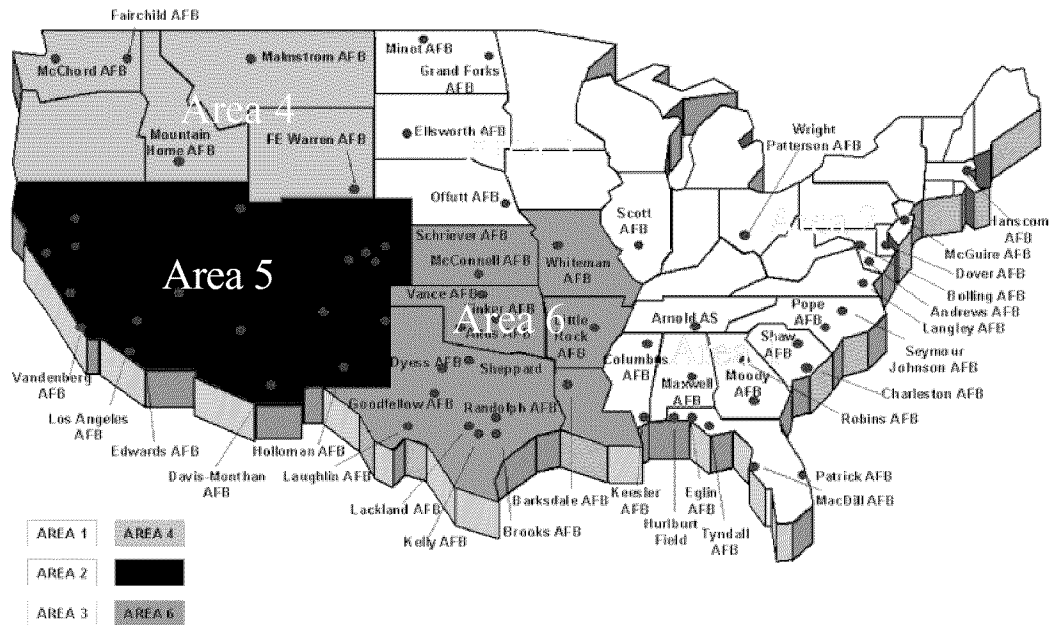 Fairchild AFB
McChord AFB
Malmstrom AFB
Minot AFB
Grand Forks
AFB
Area 4
Mountain
Home AFB
FE Warren AFB
Ellsworth AFB
Offutt AFB
Wright
Patterson AFB
Scott
AFB
Hanscom
AFB
McGuire AFB
Dover AFB
Bolling AFB
Andrews AFB
Langley AFB
Schriever AFB
McConnell AFB
Whiteman
AFB
Area 5
Vance AFB
Area 6
Little
Rock AFB
Arnold AS
Pope
AFB
Seymour
Johnson AFB
Shaw
AFB
Charleston AFB
Columbus
AFB
Maxwell
AFB
Moody
AFB
Robins AFB
Dyess AFB
Sheppard
Goodfellow AFB
Randolph AFB
Vandenberg
AFB
Los Angeles
AFB
Edwards AFB
Davis-Monthan
AFB
Holloman AFB
Laughlin AFB
Lackland AFB
Kelly AFB
Brooks AFB
Barksdale AFB
Keesler
AFB
Hurlburt
Field
Eglin
AFB
Tyndall
AFB
Patrick AFB
MacDill AFB
AREA 1
AREA 4
AREA 2
AREA 3
AREA 6